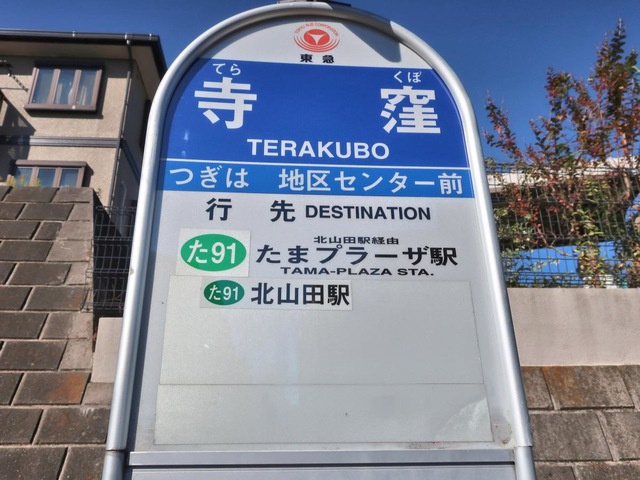 東急
てら くぼ
寺 窪
TERAKUBO
つぎは 地区センター前
行先 DESTINATION
北山田駅経由
た91 たまプラーザ駅
TAMA-PLAZA STA.
た91 北山田駅